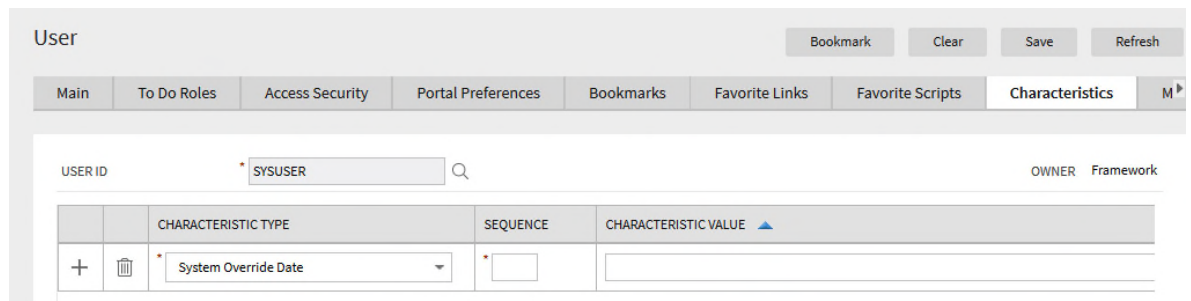 User
Bookmark Clear Save Refresh
Main To Do Roles Access Security Portal Preferences Bookmarks Favorite Links Favorite Scripts Characteristics M
USER ID * SYSUSER OWNER Framework
CHARACTERISTIC TYPE SEQUENCE CHARACTERISTIC VALUE
* System Override Date *